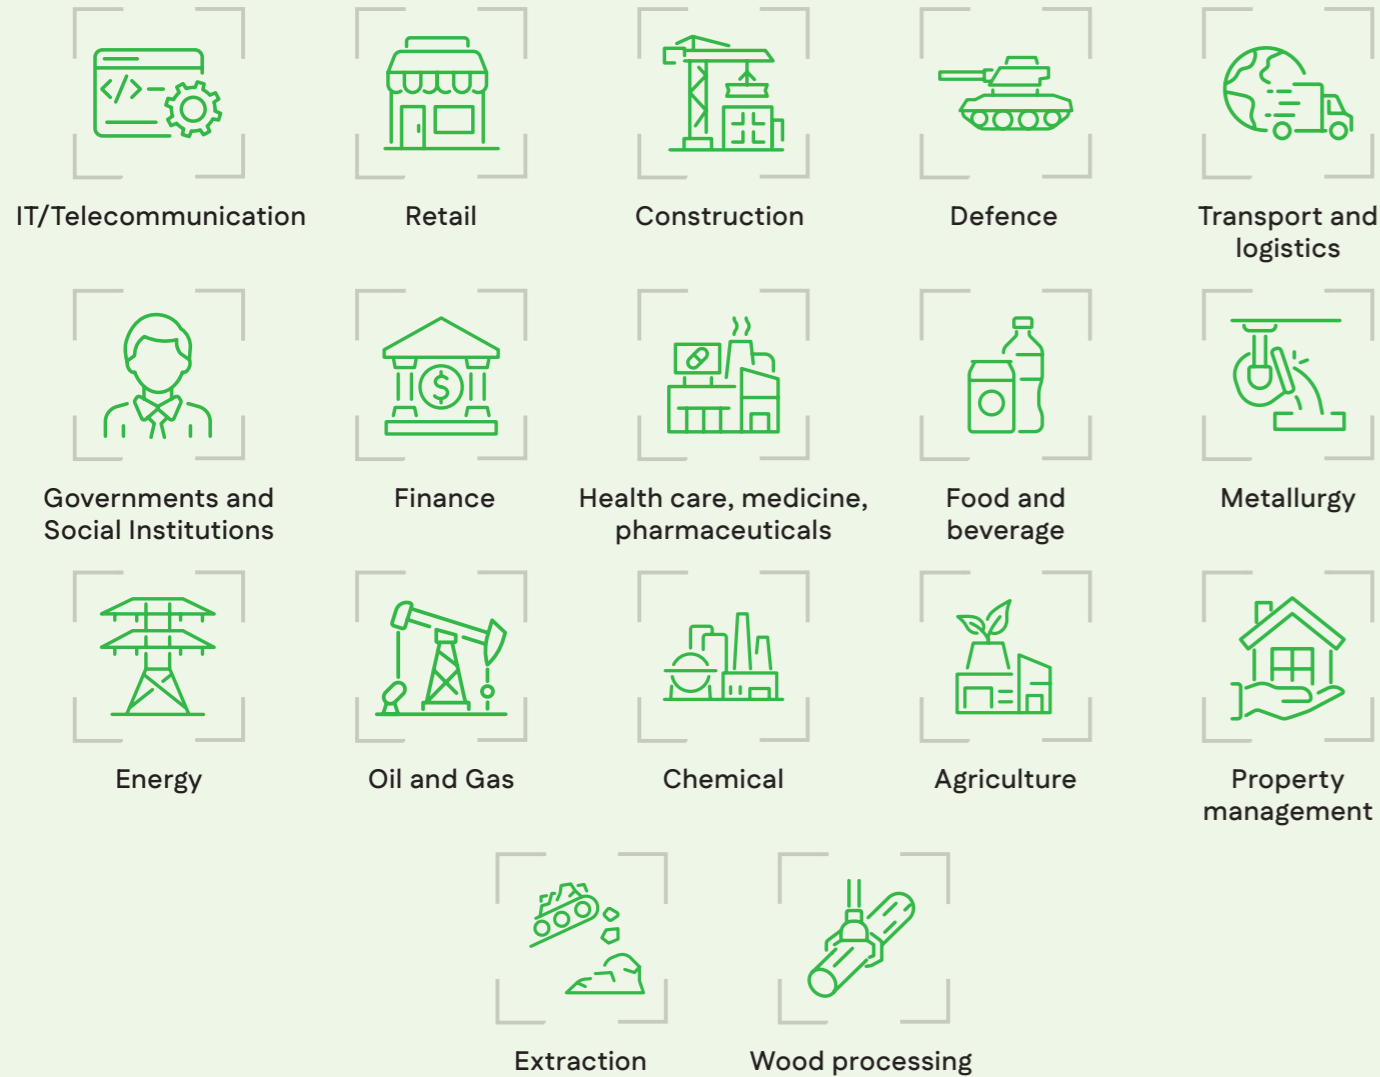 IT/Telecommunication
Retail
Construction
Defence
Transport and
logistics
Governments and
Social Institutions
Finance
Health care, medicine,
pharmaceuticals
Food and
beverage
Metallurgy
Energy
Oil and Gas
Chemical
Agriculture
Property
management
Extraction
Wood processing